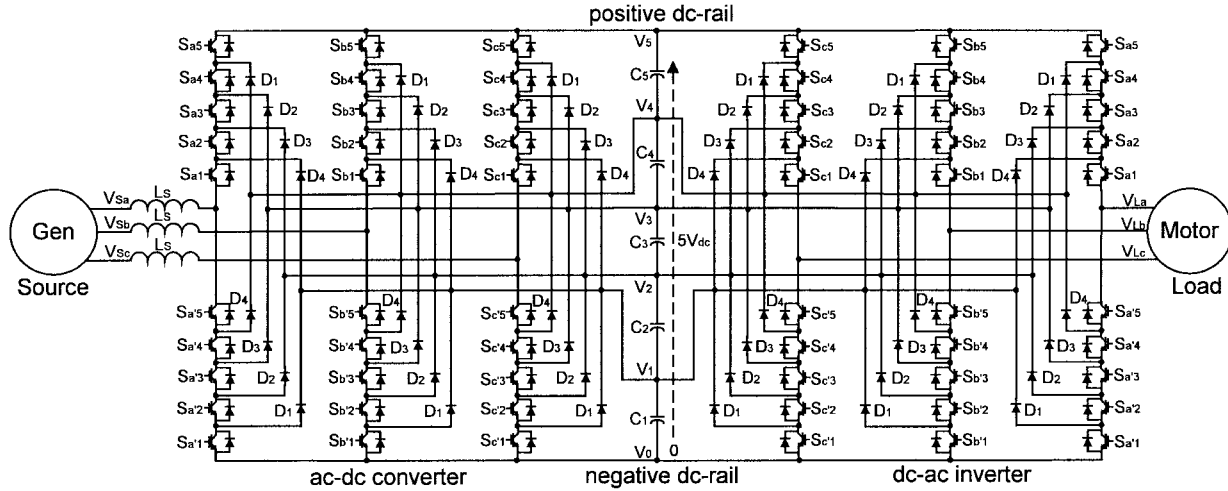 positive dc-rail
Sa5 Sb5 Sc5 V5 Sc5 Sb5 Sa5
C5
Sa4 D1 Sb4 D1 Sc4 D1 D1 Sc4 D1 Sb4 D1 Sa4
Sa3 D2 Sb3 D2 Sc3 D2 V4 D2 Sc3 D2 Sb3 D2 Sa3
Sa2 D3 Sb2 D3 Sc2 D3 D3 Sc2 D3 Sb2 D3 Sa2
C4
Sa1 D4 Sb1 D4 Sc1 D4 D4 Sc1 D4 Sb1 D4 Sa1
VSa Ls VLa
V3
Gen VSb Ls Motor VLb
C3 5Vdc
VSc Ls VLc
Source Load
V2
Sa'5 D4 Sb'5 D4 Sc'5 D4 D4 Sc'5 D4 Sb'5 D4 Sa'5
C2
Sa'4 D3 Sb'4 D3 Sc'4 D3 D3 Sc'4 D3 Sb'4 D3 Sa'4
Sa'3 D2 Sb'3 D2 Sc'3 D2 V1 D2 Sc'3 D2 Sb'3 D2 Sa'3
Sa'2 D1 Sb'2 D1 Sc'2 D1 C1 D1 Sc'2 D1 Sb'2 D1 Sa'2
Sa'1 Sb'1 Sc'1 V0 0 Sc'1 Sb'1 Sa'1
ac-dc converter negative dc-rail dc-ac inverter